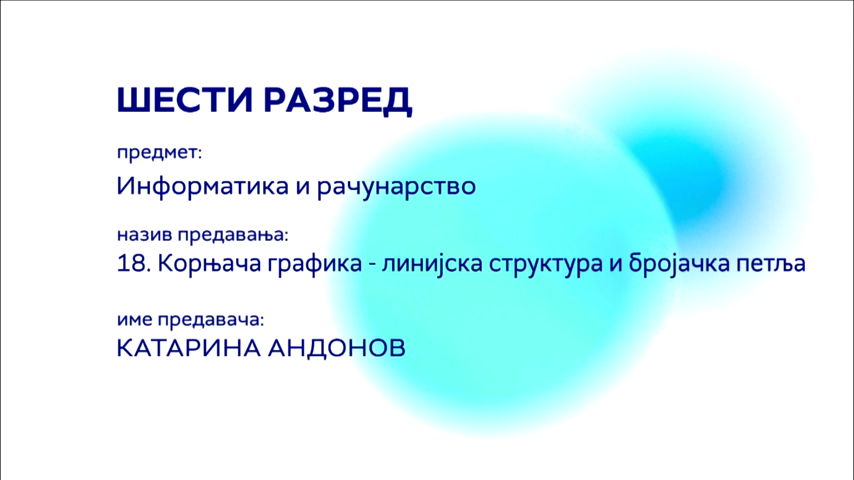 ШЕСТИ РАЗРЕД
предмет:
Информатика и рачунарство
назив предавања:
18. Корњача графика - линијска структура и бројачка петља
име предавача:
КАТАРИНА АНДОНОВ